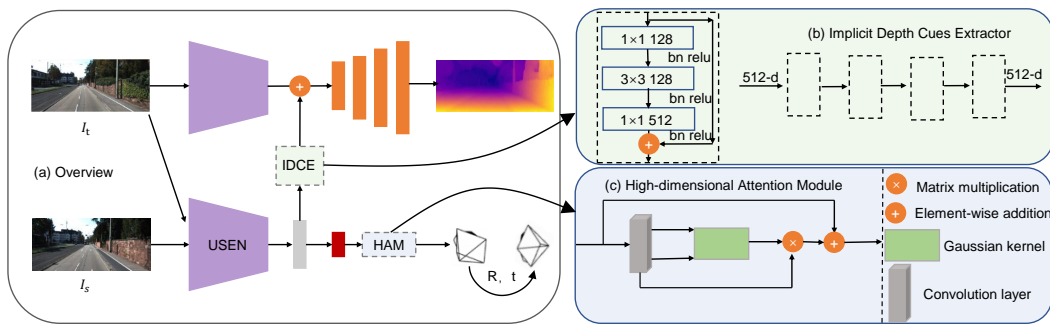 I_t
(a) Overview
IDCE
I_s
USEN
HAM
R, t
1×1 128
bn relu
3×3 128
bn relu
1×1 512
bn relu
(b) Implicit Depth Cues Extractor
512-d
512-d
(c) High-dimensional Attention Module
Matrix multiplication
Element-wise addition
Gaussian kernel
Convolution layer